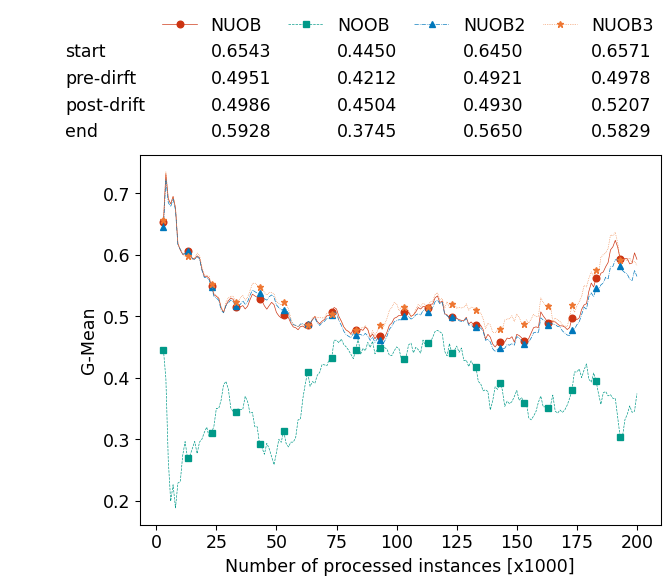 NUOB NOOB NUOB2 NUOB3
start 0.6543 0.4450 0.6450 0.6571
pre-dirft 0.4951 0.4212 0.4921 0.4978
post-drift 0.4986 0.4504 0.4930 0.5207
end 0.5928 0.3745 0.5650 0.5829
G-Mean
0.7
0.6
0.5
0.4
0.3
0.2
0 25 50 75 100 125 150 175 200
Number of processed instances [x1000]